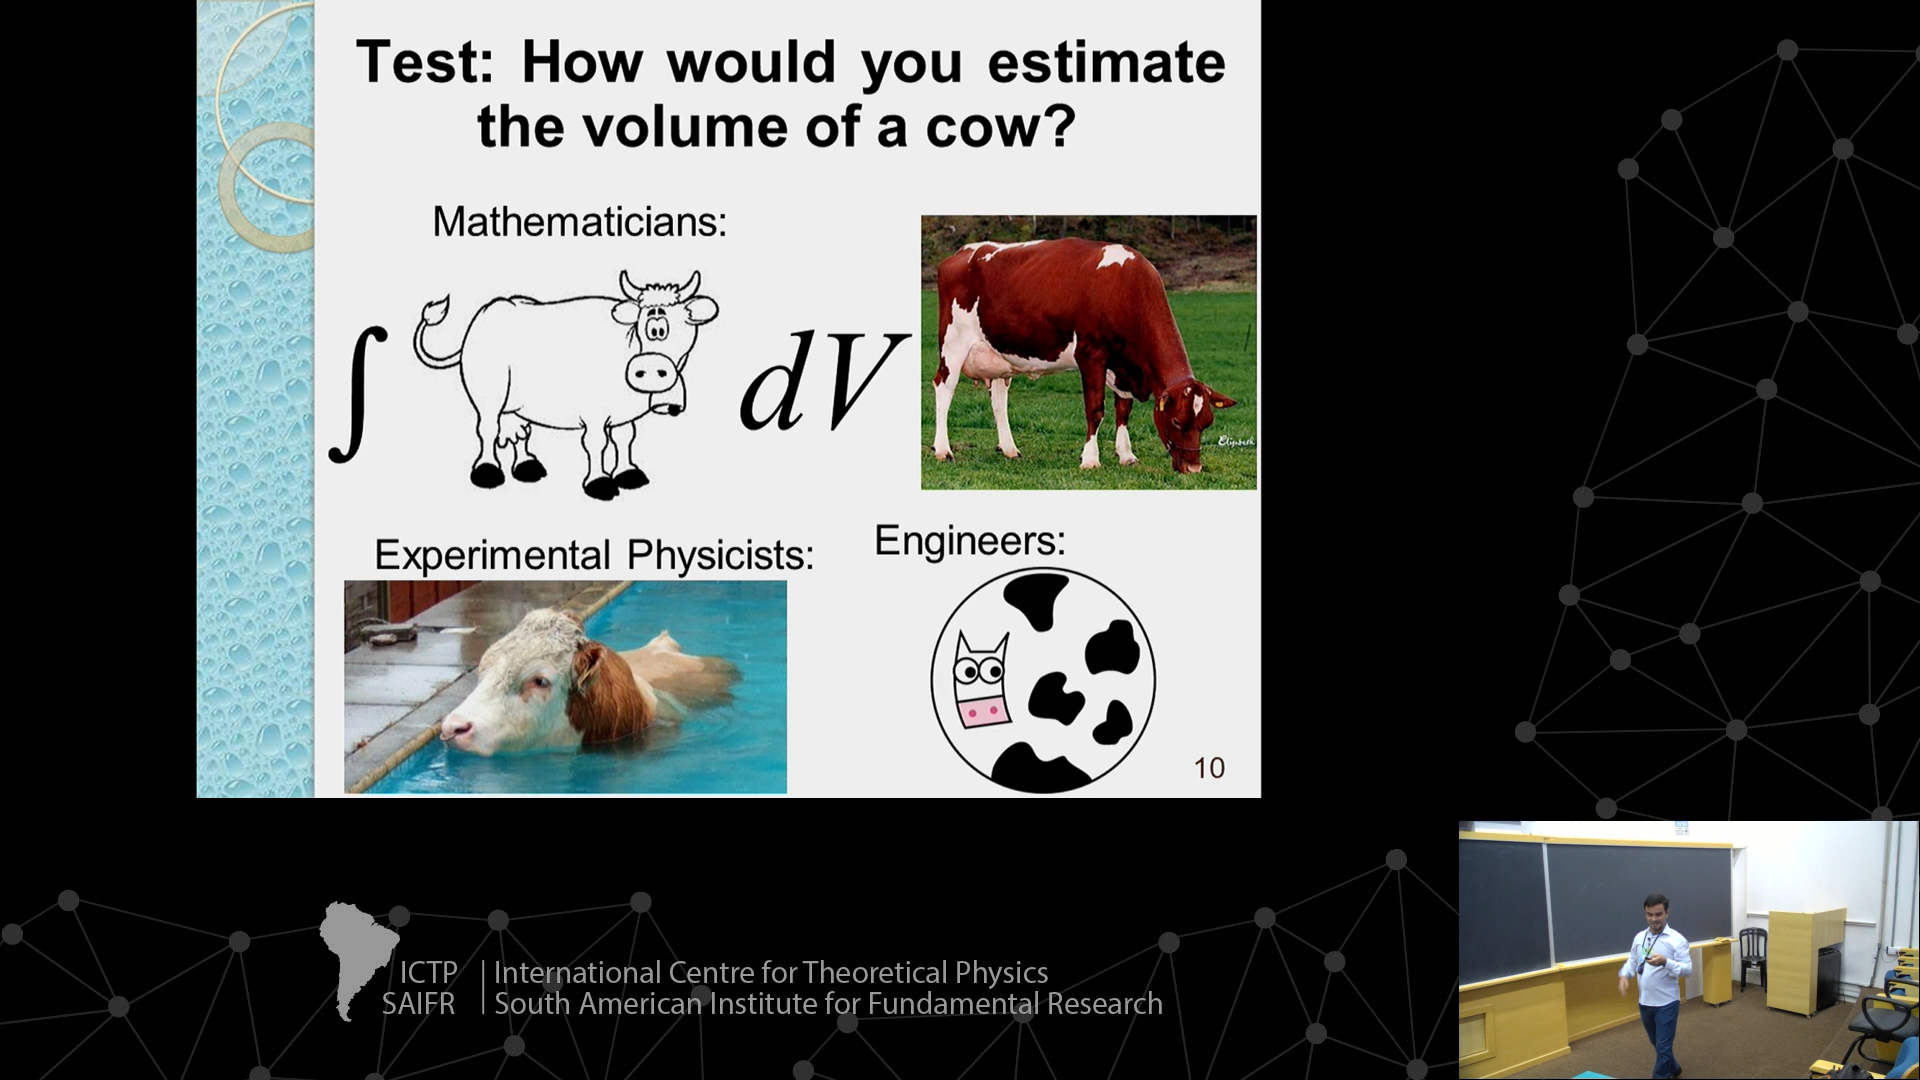 Test: How would you estimate
the volume of a cow?
Mathematicians:
∫ dV
Experimental Physicists:
Engineers:
Elizabeth
10
ICTP
SAIFR
International Centre for Theoretical Physics
South American Institute for Fundamental Research